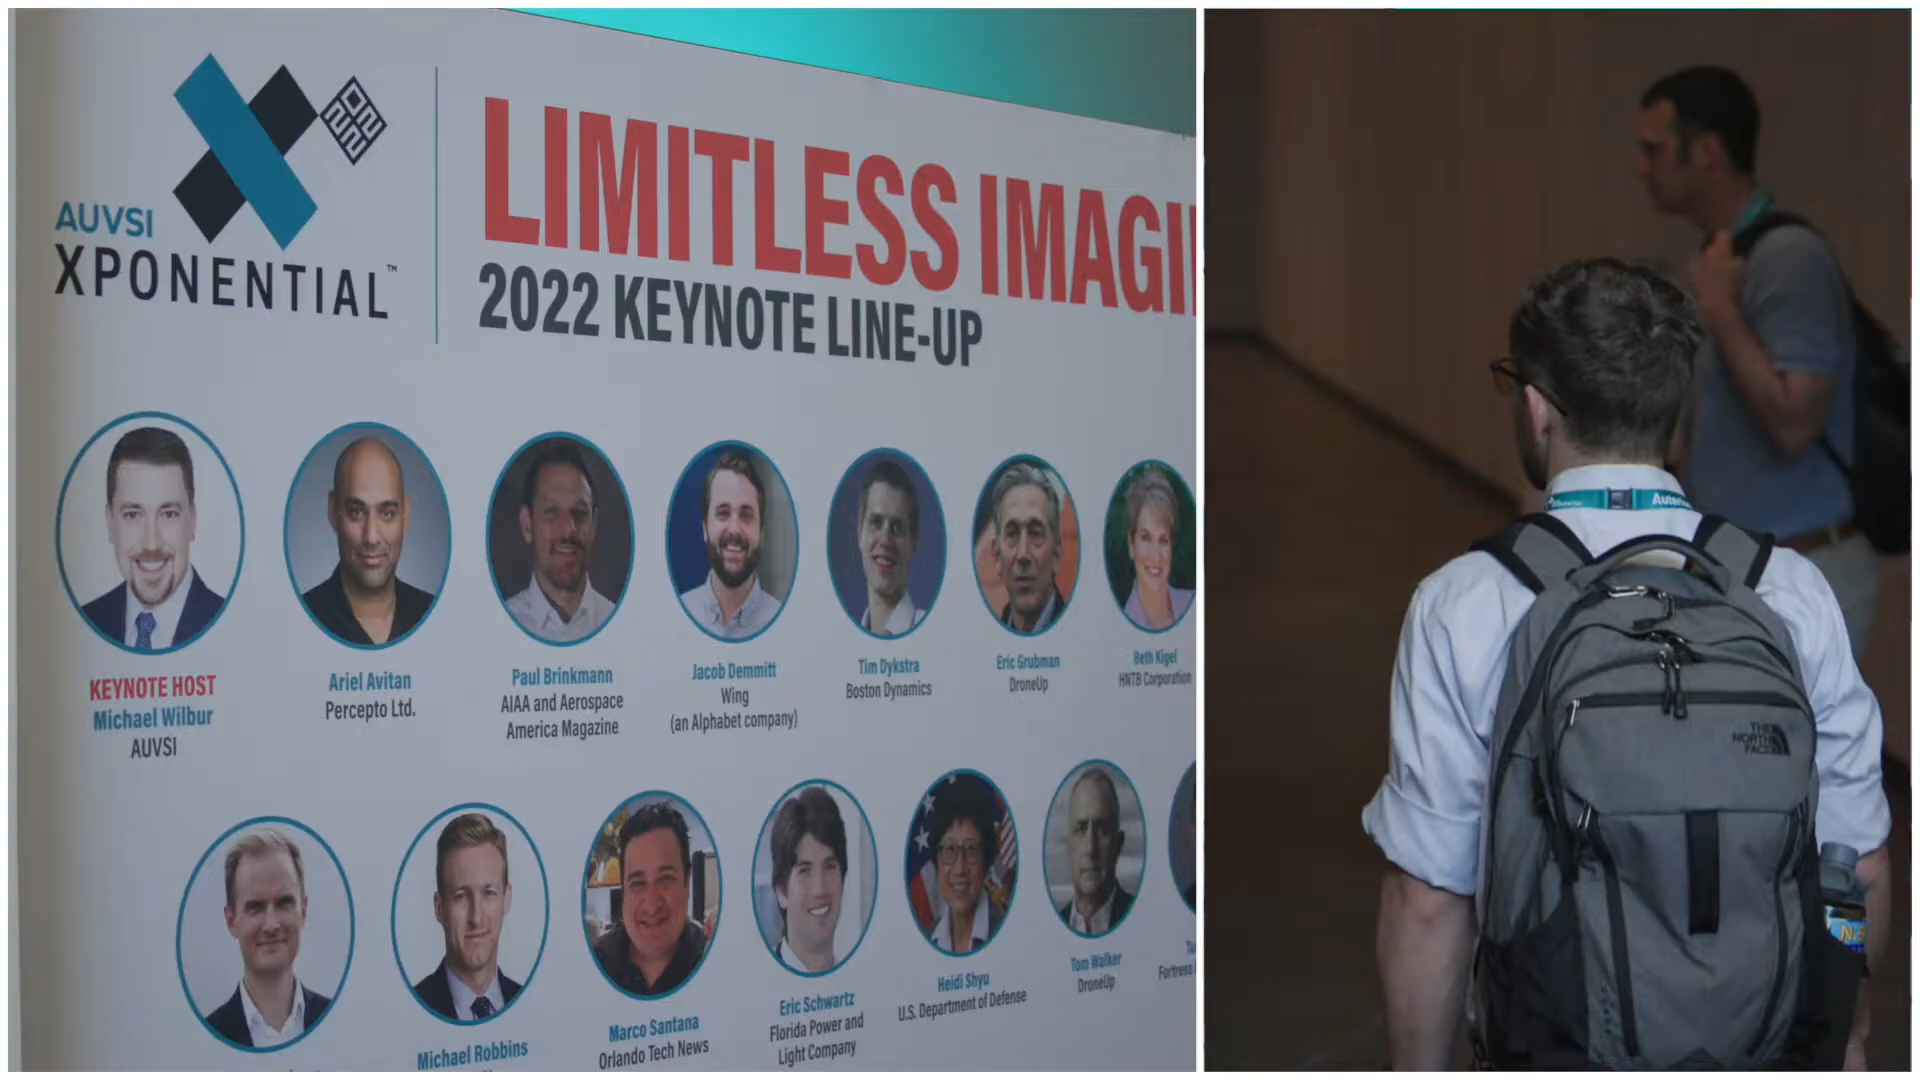 2022
AUVSI
XPONENTIAL™
LIMITLESS IMAGI
2022 KEYNOTE LINE-UP
KEYNOTE HOST
Michael Wilbur
AUVSI
Ariel Avitan
Percepto Ltd.
Paul Brinkmann
AIAA and Aerospace
America Magazine
Jacob Demmitt
Wing
(an Alphabet company)
Tim Dykstra
Boston Dynamics
Eric Grubman
DroneUp
Beth Kigel
HNTB Corporation
Michael Robbins
Marco Santana
Orlando Tech News
Eric Schwartz
Florida Power and
Light Company
Heidi Shyu
U.S. Department of Defense
Tom Walker
DroneUp
Fortress
THE
NORTH
FACE